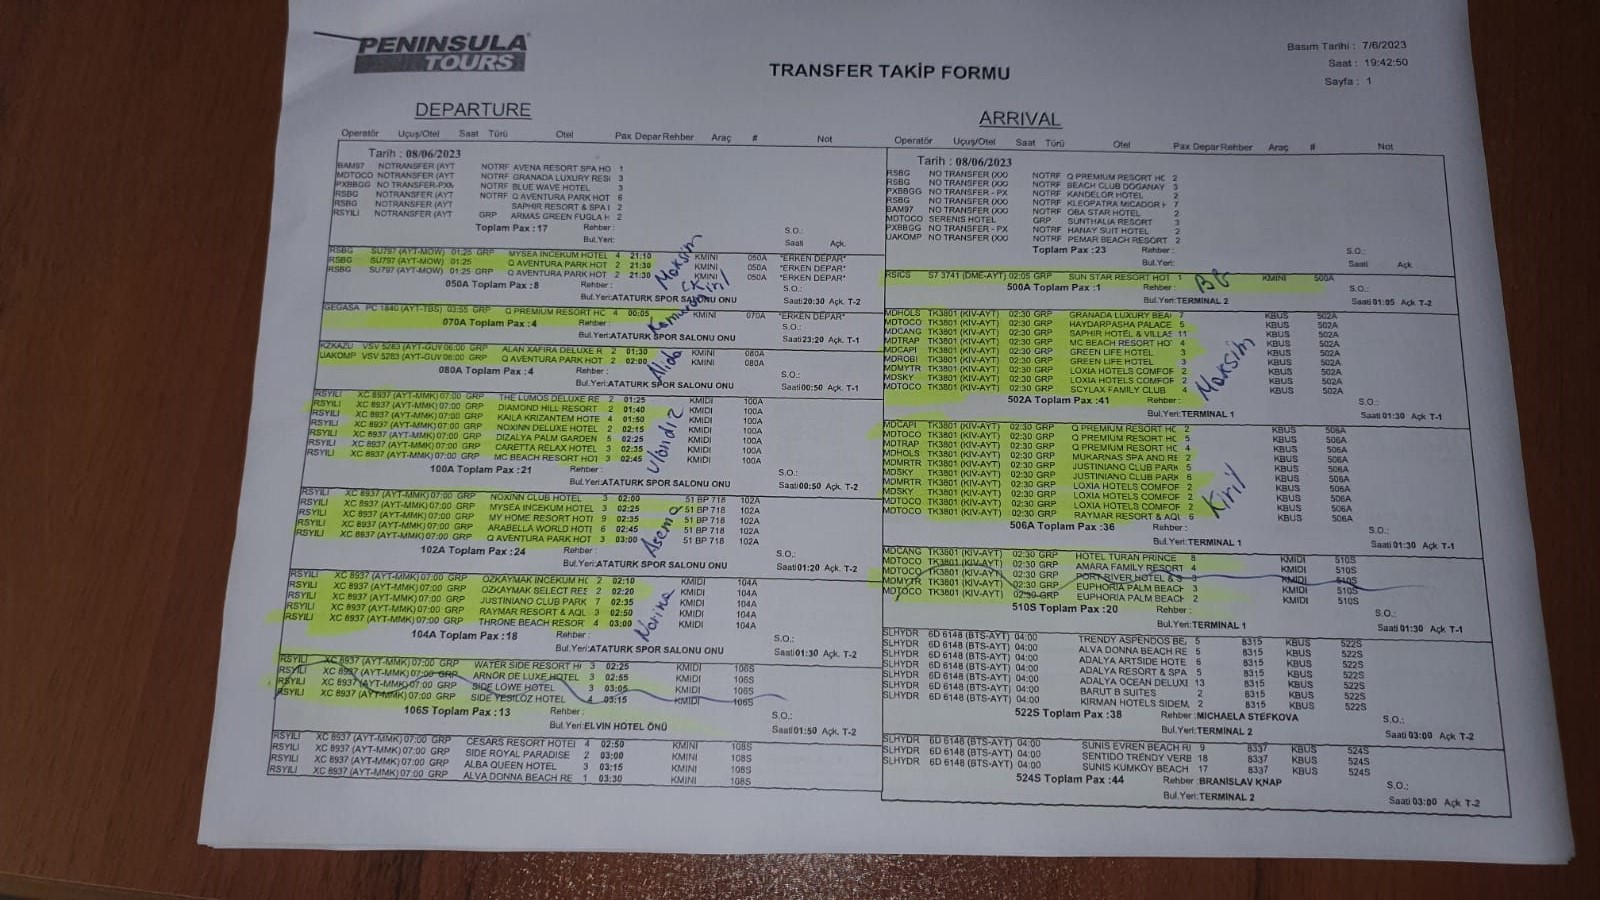 PENINSULA
TOURS
TRANSFER TAKİP FORMU
Basım Tarihi : 7/6/2023
Saat : 19:42:50
Sayfa : 1
DEPARTURE
Operatör Uçuş/Otel Saat Türü Otel Pax Depar Rehber Araç # Not
Tarih : 08/06/2023
BAM97 NOTRANSFER (AYT NOTRF AVENA RESORT SPA HO 1
MDTOCO NOTRANSFER (AYT NOTRF GRANADA LUXURY RESI 3
PXBBGG NO TRANSFER-PXM NOTRF BLUE WAVE HOTEL 3
RSBG NOTRANSFER (AYT NOTRF Q AVENTURA PARK HOT 6
RSBG NOTRANSFER (AYT SAPHIR RESORT & SPA I 2
RSYILI NOTRANSFER (AYT GRP ARMAS GREEN FUGLA H 2
Toplam Pax : 17 Rehber : S.O.:
Bul.Yeri: Saati Açk.
RSBG SU797 (AYT-MOW) 01:25 GRP MYSEA INCEKUM HOTEL 4 21:10 KMINI 050A *ERKEN DEPAR*
RSBG SU797 (AYT-MOW) 01:25 Q AVENTURA PARK HOT 2 21:30 KMINI 050A *ERKEN DEPAR*
RSBG SU797 (AYT-MOW) 01:25 GRP Q AVENTURA PARK HOT 2 21:30 KMINI 050A *ERKEN DEPAR*
Maksim
Kiril
050A Toplam Pax : 8 Rehber : S.O.:
Bul.Yeri:ATATURK SPOR SALONU ONU Saati20:30 Açk. T-2
GEGASA PC 1840 (AYT-TBS) 03:55 GRP Q PREMIUM RESORT HC 4 00:05 KMINI 070A *ERKEN DEPAR*
070A Toplam Pax : 4 Rehber : S.O.:
Bul.Yeri:ATATURK SPOR SALONU ONU Saati23:20 Açk. T-1
KZKAZU VSV 5283 (AYT-GUW 06:00 GRP ALAN XAFIRA DELUXE R 2 01:30 KMINI 080A
UAKOMP VSV 5283 (AYT-GUW 06:00 GRP Q AVENTURA PARK HOT 2 02:00 KMINI 080A
Alida
080A Toplam Pax : 4 Rehber : S.O.:
Bul.Yeri:ATATURK SPOR SALONU ONU Saati00:50 Açk. T-1
RSYILI XC 8937 (AYT-MMK) 07:00 GRP THE LUMOS DELUXE RE 2 01:25 KMIDI 100A
RSYILI XC 8937 (AYT-MMK) 07:00 GRP DIAMOND HILL RESORT 2 01:40 KMIDI 100A
RSYILI XC 8937 (AYT-MMK) 07:00 GRP KAILA KRIZANTEM HOTE 4 01:50 KMIDI 100A
RSYILI XC 8937 (AYT-MMK) 07:00 GRP NOXINN DELUXE HOTEL 2 02:15 KMIDI 100A
RSYILI XC 8937 (AYT-MMK) 07:00 GRP DIZALYA PALM GARDEN 5 02:25 KMIDI 100A
RSYILI XC 8937 (AYT-MMK) 07:00 GRP CARETTA RELAX HOTEL 3 02:35 KMIDI 100A
RSYILI XC 8937 (AYT-MMK) 07:00 GRP MC BEACH RESORT HOT 3 02:45 KMIDI 100A
100A Toplam Pax : 21 Rehber : S.O.:
Bul.Yeri:ATATURK SPOR SALONU ONU Saati00:50 Açk. T-2
RSYILI XC 8937 (AYT-MMK) 07:00 GRP NOXINN CLUB HOTEL 3 02:00 51 BP 718 102A
RSYILI XC 8937 (AYT-MMK) 07:00 GRP MYSEA INCEKUM HOTEL 3 02:25 51 BP 718 102A
RSYILI XC 8937 (AYT-MMK) 07:00 GRP MY HOME RESORT HOTI 9 02:35 51 BP 718 102A
RSYILI XC 8937 (AYT-MMK) 07:00 GRP ARABELLA WORLD HOTI 6 02:45 51 BP 718 102A
RSYILI XC 8937 (AYT-MMK) 07:00 GRP Q AVENTURA PARK HOT 3 03:00 51 BP 718 102A
Asema
102A Toplam Pax : 24 Rehber : S.O.:
Bul.Yeri:ATATURK SPOR SALONU ONU Saati01:20 Açk. T-2
RSYILI XC 8937 (AYT-MMK) 07:00 GRP OZKAYMAK INCEKUM HC 2 02:10 KMIDI 104A
RSYILI XC 8937 (AYT-MMK) 07:00 GRP OZKAYMAK SELECT RES 2 02:20 KMIDI 104A
RSYILI XC 8937 (AYT-MMK) 07:00 GRP JUSTINIANO CLUB PARK 7 02:35 KMIDI 104A
RSYILI XC 8937 (AYT-MMK) 07:00 GRP RAYMAR RESORT & AQL 3 02:50 KMIDI 104A
RSYILI XC 8937 (AYT-MMK) 07:00 GRP THRONE BEACH RESOR 4 03:00 KMIDI 104A
Narina
104A Toplam Pax : 18 Rehber : S.O.:
Bul.Yeri:ATATURK SPOR SALONU ONU Saati01:30 Açk. T-2
RSYILI XC 8937 (AYT-MMK) 07:00 GRP WATER SIDE RESORT H 3 02:25 KMIDI 106S
RSYILI XC 8937 (AYT-MMK) 07:00 GRP ARNOR DE LUXE HOTEL 3 02:55 KMIDI 106S
RSYILI XC 8937 (AYT-MMK) 07:00 GRP SIDE LOWE HOTEL 3 03:05 KMIDI 106S
RSYILI XC 8937 (AYT-MMK) 07:00 GRP SIDE YESILOZ HOTEL 4 03:15 KMIDI 106S
106S Toplam Pax : 13 Rehber : S.O.:
Bul.Yeri:ELVIN HOTEL ÖNÜ Saati01:50 Açk. T-2
RSYILI XC 8937 (AYT-MMK) 07:00 GRP CESARS RESORT HOTEI 4 02:50 KMINI 108S
RSYILI XC 8937 (AYT-MMK) 07:00 GRP SIDE ROYAL PARADISE 2 03:00 KMINI 108S
RSYILI XC 8937 (AYT-MMK) 07:00 GRP ALBA QUEEN HOTEL 3 03:15 KMINI 108S
RSYILI XC 8937 (AYT-MMK) 07:00 GRP ALVA DONNA BEACH RE 1 03:30 KMINI 108S
ARRIVAL
Operatör Uçuş/Otel Saat Türü Otel Pax Depar Rehber Araç # Not
Tarih : 08/06/2023
RSBG NO TRANSFER (XXX) NOTRF Q PREMIUM RESORT HC 2
RSBG NO TRANSFER (XXX) NOTRF BEACH CLUB DOGANAY 3
PXBBGG NO TRANSFER - PX NOTRF KANDELOR HOTEL 2
RSBG NO TRANSFER (XXX) NOTRF KLEOPATRA MICADOR H 7
BAM97 NO TRANSFER (XXX) NOTRF OBA STAR HOTEL 2
MDTOCO SERENIS HOTEL GRP SUNTHALIA RESORT 3
PXBBGG NO TRANSFER - PX NOTRF HANAY SUIT HOTEL 2
UAKOMP NO TRANSFER (XXX) NOTRF PEMAR BEACH RESORT 2
Toplam Pax : 23 Rehber : S.O.:
Bul.Yeri: Saati Açk.
RSICS S7 3741 (DME-AYT) 02:05 GRP SUN STAR RESORT HOT 1 KMINI 500A
500A Toplam Pax : 1 Rehber : S.O.:
Bul.Yeri:TERMINAL 2 Saati01:05 Açk T-2
MDHOLS TK3801 (KIV-AYT) 02:30 GRP GRANADA LUXURY BEAI 7 KBUS 502A
MDTOCO TK3801 (KIV-AYT) 02:30 GRP HAYDARPASHA PALACE 5 KBUS 502A
MDCANG TK3801 (KIV-AYT) 02:30 GRP SAPHIR HOTEL & VILLAS 11 KBUS 502A
MDTRAP TK3801 (KIV-AYT) 02:30 GRP MC BEACH RESORT HO 4 KBUS 502A
MDCAPI TK3801 (KIV-AYT) 02:30 GRP GREEN LIFE HOTEL 3 KBUS 502A
MDROBI TK3801 (KIV-AYT) 02:30 GRP GREEN LIFE HOTEL 3 KBUS 502A
MDMYTR TK3801 (KIV-AYT) 02:30 GRP LOXIA HOTELS COMFOF 2 KBUS 502A
MDSKY TK3801 (KIV-AYT) 02:30 GRP LOXIA HOTELS COMFOF 2 KBUS 502A
MDTOCO TK3801 (KIV-AYT) 02:30 GRP SCYLAX FAMILY CLUB 4 KBUS 502A
Maksim
502A Toplam Pax : 41 Rehber : S.O.:
Bul.Yeri:TERMINAL 1 Saati01:30 Açk T-1
MDCAPI TK3801 (KIV-AYT) 02:30 GRP Q PREMIUM RESORT HC 2 KBUS 506A
MDTOCO TK3801 (KIV-AYT) 02:30 GRP Q PREMIUM RESORT HC 5 KBUS 506A
MDTRAP TK3801 (KIV-AYT) 02:30 GRP Q PREMIUM RESORT HC 4 KBUS 506A
MDHOLS TK3801 (KIV-AYT) 02:30 GRP MUKARNAS SPA AND RE 2 KBUS 506A
MDMRTR TK3801 (KIV-AYT) 02:30 GRP JUSTINIANO CLUB PARK 5 KBUS 506A
MDSKY TK3801 (KIV-AYT) 02:30 GRP JUSTINIANO CLUB PARK 6 KBUS 506A
MDMRTR TK3801 (KIV-AYT) 02:30 GRP LOXIA HOTELS COMFOF 2 KBUS 506A
MDSKY TK3801 (KIV-AYT) 02:30 GRP LOXIA HOTELS COMFOF 2 KBUS 506A
MDTOCO TK3801 (KIV-AYT) 02:30 GRP LOXIA HOTELS COMFOF 2 KBUS 506A
MDTOCO TK3801 (KIV-AYT) 02:30 GRP RAYMAR RESORT & AQL 6 KBUS 506A
Kiril
506A Toplam Pax : 36 Rehber : S.O.:
Bul.Yeri:TERMINAL 1 Saati01:30 Açk T-1
MDCANG TK3801 (KIV-AYT) 02:30 GRP HOTEL TURAN PRINCE 8 KMIDI 510S
MDTOCO TK3801 (KIV-AYT) 02:30 GRP AMARA FAMILY RESORT 4 KMIDI 510S
MDTOCO TK3801 (KIV-AYT) 02:30 GRP PORT RIVER HOTEL & S 3 KMIDI 510S
MDMYTR TK3801 (KIV-AYT) 02:30 GRP EUPHORIA PALM BEACH 3 KMIDI 510S
MDTOCO TK3801 (KIV-AYT) 02:30 GRP EUPHORIA PALM BEACH 2 KMIDI 510S
510S Toplam Pax : 20 Rehber : S.O.:
Bul.Yeri:TERMINAL 1 Saati01:30 Açk T-1
SLHYDR 6D 6148 (BTS-AYT) 04:00 TRENDY ASPENDOS BE, 5 8315 KBUS 522S
SLHYDR 6D 6148 (BTS-AYT) 04:00 ALVA DONNA BEACH RE 5 8315 KBUS 522S
SLHYDR 6D 6148 (BTS-AYT) 04:00 ADALYA ARTSIDE HOTE 6 8315 KBUS 522S
SLHYDR 6D 6148 (BTS-AYT) 04:00 ADALYA RESORT & SPA 5 8315 KBUS 522S
SLHYDR 6D 6148 (BTS-AYT) 04:00 ADALYA OCEAN DELUXI 13 8315 KBUS 522S
SLHYDR 6D 6148 (BTS-AYT) 04:00 BARUT B SUITES 2 8315 KBUS 522S
SLHYDR 6D 6148 (BTS-AYT) 04:00 KIRMAN HOTELS SIDEM, 2 8315 KBUS 522S
522S Toplam Pax : 38 Rehber : MICHAELA STEFKOVA S.O.:
Bul.Yeri:TERMINAL 2 Saati03:00 Açk T-2
SLHYDR 6D 6148 (BTS-AYT) 04:00 SUNIS EVREN BEACH RI 9 8337 KBUS 524S
SLHYDR 6D 6148 (BTS-AYT) 04:00 SENTIDO TRENDY VERB 18 8337 KBUS 524S
SLHYDR 6D 6148 (BTS-AYT) 04:00 SUNIS KUMKÖY BEACH 17 8337 KBUS 524S
524S Toplam Pax : 44 Rehber : BRANISLAV KNAP S.O.:
Bul.Yeri:TERMINAL 2 Saati03:00 Açk T-2